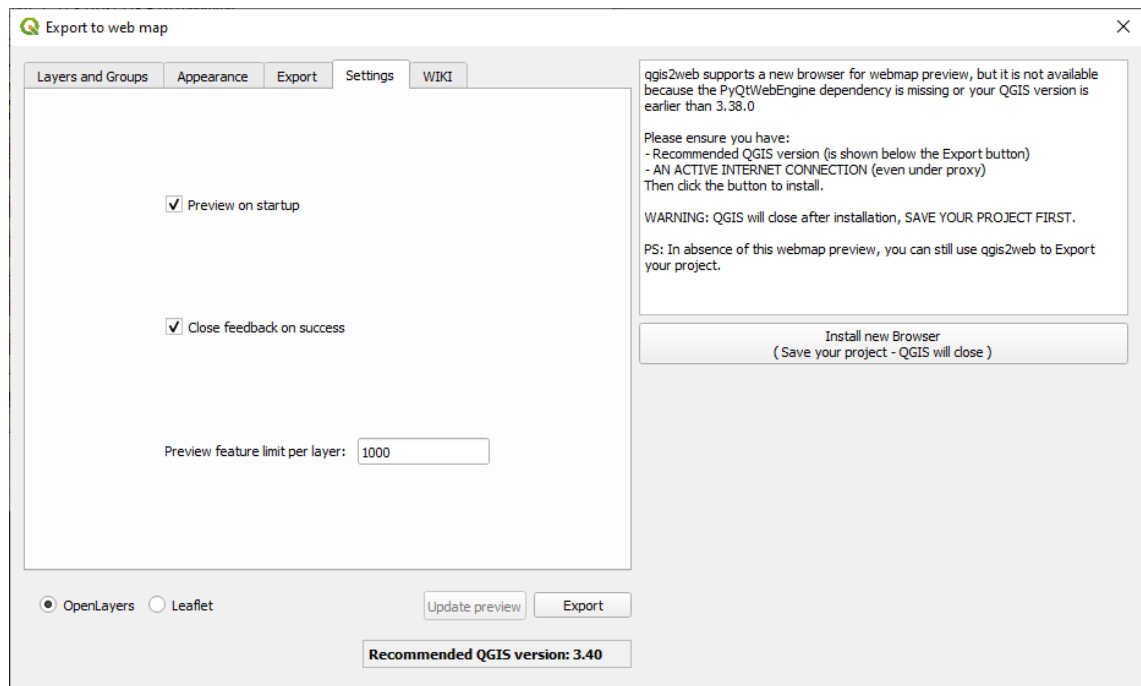 Export to web map
Layers and Groups
Appearance
Export
Settings
WIKI
Preview on startup
Close feedback on success
Preview feature limit per layer:
1000
OpenLayers
Leaflet
Update preview
Export
Recommended QGIS version: 3.40
qgis2web supports a new browser for webmap preview, but it is not available
because the PyQtWebEngine dependency is missing or your QGIS version is
earlier than 3.38.0
Please ensure you have:
- Recommended QGIS version (is shown below the Export button)
- AN ACTIVE INTERNET CONNECTION (even under proxy)
Then click the button to install.
WARNING: QGIS will close after installation, SAVE YOUR PROJECT FIRST.
PS: In absence of this webmap preview, you can still use qgis2web to Export
your project.
Install new Browser
( Save your project - QGIS will close )